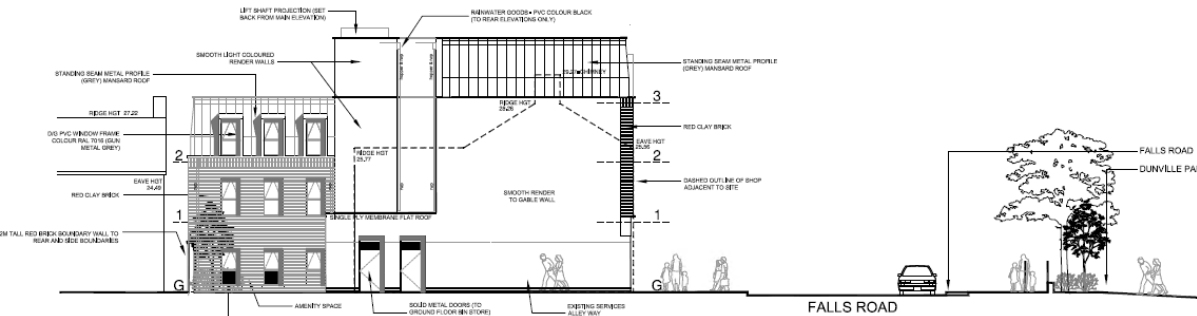 LIFT SHAFT PROJECTION (SET
BACK FROM MAIN ELEVATION)
RAINWATER GOODS - PVC COLOUR BLACK
(TO REAR ELEVATIONS ONLY)
SMOOTH LIGHT COLOURED
RENDER WALLS
STANDING SEAM METAL PROFILE
(GREY) MANSARD ROOF
STANDING SEAM METAL PROFILE
(GREY) MANSARD ROOF
CHIMNEY
RIDGE HGT
3
RIDGE HGT 27.22
D/G PVC WINDOW FRAME
COLOUR RAL 7016 (GUN
METAL GREY)
RED CLAY BRICK
EAVE HGT
RIDGE HGT
25.77
2
2
FALLS ROAD
DUNVILLE PA
EAVE HGT
24.49
RED CLAY BRICK
SMOOTH RENDER
TO GABLE WALL
DASHED OUTLINE OF SHOP
ADJACENT TO SITE
1
SINGLE PLY MEMBRANE FLAT ROOF
1
2M TALL RED BRICK BOUNDARY WALL TO
REAR AND SIDE BOUNDARIES
G
G
AMENITY SPACE
SOLID METAL DOORS (TO
GROUND FLOOR BIN STORE)
EXISTING SERVICES
ALLEY WAY
FALLS ROAD